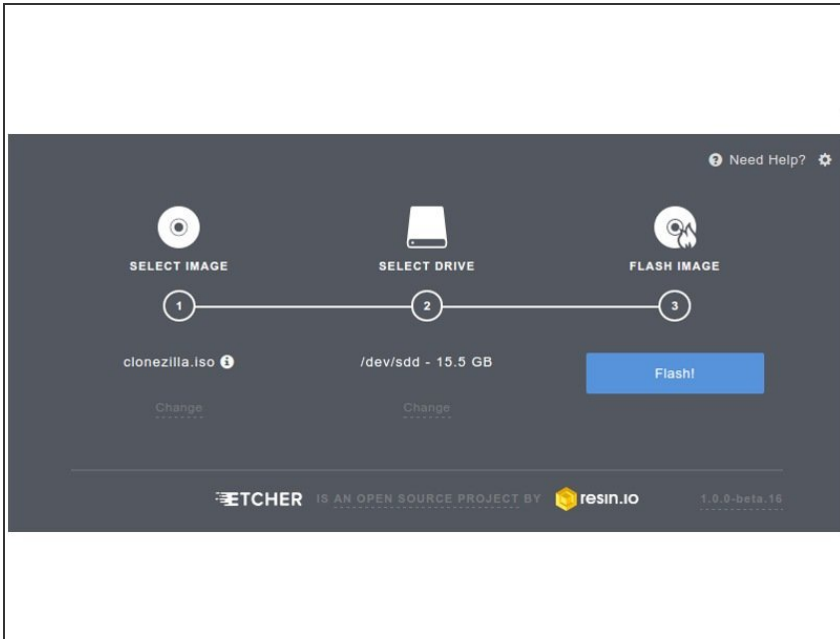 Need Help?
SELECT IMAGE
SELECT DRIVE
FLASH IMAGE
1
2
3
clonezilla.iso
/dev/sdd - 15.5 GB
Flash!
Change
Change
ETCHER IS AN OPEN SOURCE PROJECT BY resin.io 1.0.0-beta.16